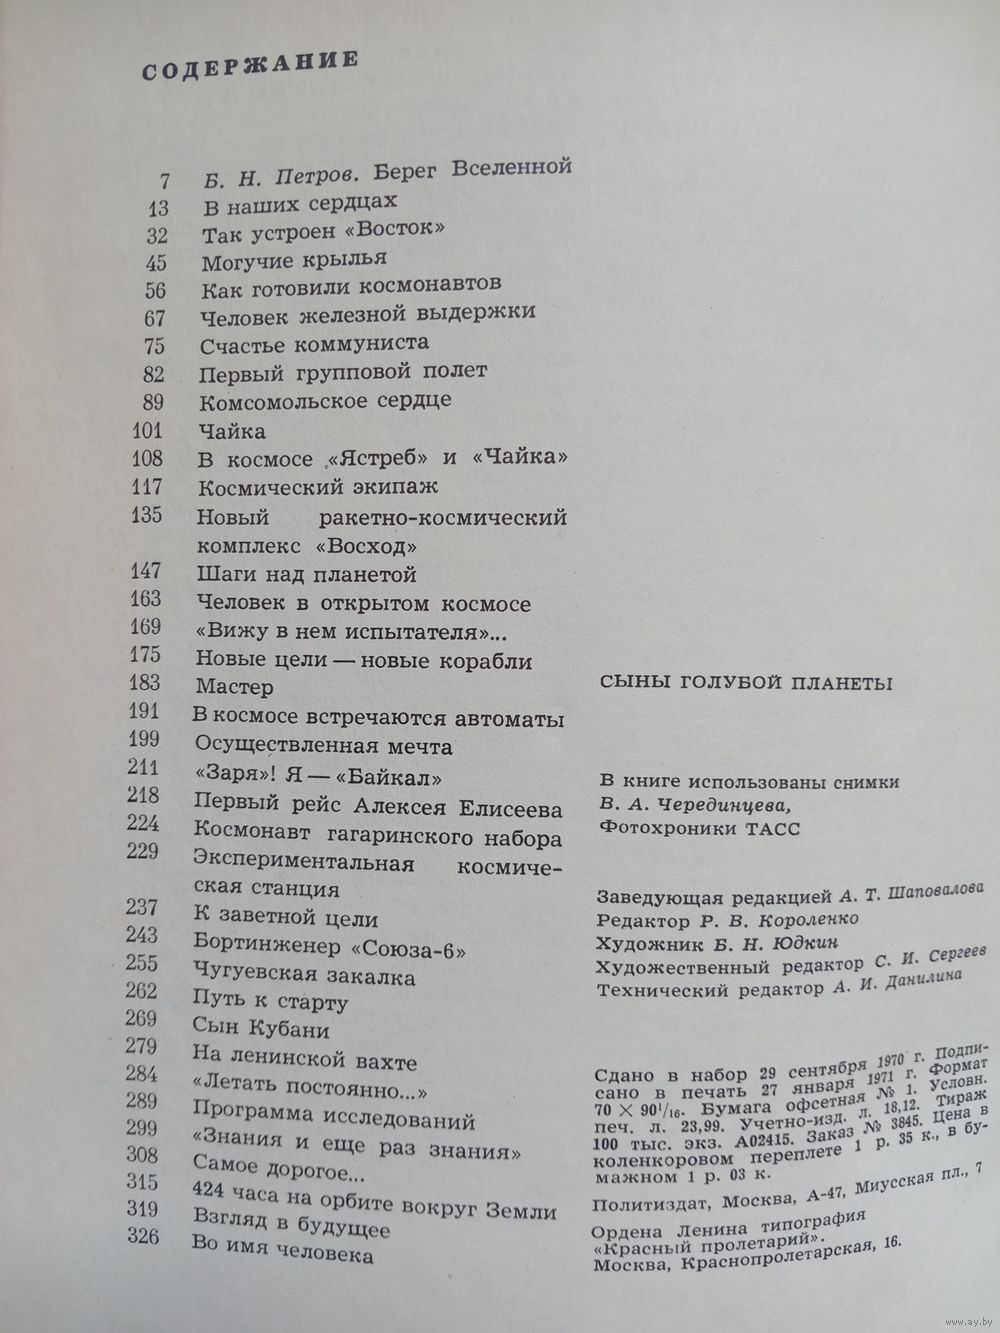 СОДЕРЖАНИЕ
7 Б. Н. Петров. Берег Вселенной
13 В наших сердцах
32 Так устроен «Восток»
45 Могучие крылья
56 Как готовили космонавтов
67 Человек железной выдержки
75 Счастье коммуниста
82 Первый групповой полет
89 Комсомольское сердце
101 Чайка
108 В космосе «Ястреб» и «Чайка»
117 Космический экипаж
135 Новый ракетно-космический
комплекс «Восход»
147 Шаги над планетой
163 Человек в открытом космосе
169 «Вижу в нем испытателя»...
175 Новые цели — новые корабли
183 Мастер
191 В космосе встречаются автоматы
199 Осуществленная мечта
211 «Заря»! Я — «Байкал»
218 Первый рейс Алексея Елисеева
224 Космонавт гагаринского набора
229 Экспериментальная космиче-
ская станция
237 К заветной цели
243 Бортинженер «Союза-6»
255 Чугуевская закалка
262 Путь к старту
269 Сын Кубани
279 На ленинской вахте
284 «Летать постоянно...»
289 Программа исследований
299 «Знания и еще раз знания»
308 Самое дорогое...
315 424 часа на орбите вокруг Земли
319 Взгляд в будущее
326 Во имя человека
СЫНЫ ГОЛУБОЙ ПЛАНЕТЫ
В книге использованы снимки
В. А. Черединцева,
Фотохроники ТАСС
Заведующая редакцией А. Т. Шаповалова
Редактор Р. В. Короленко
Художник Б. Н. Юдкин
Художественный редактор С. И. Сергеев
Технический редактор А. И. Данилина
Сдано в набор 29 сентября 1970 г. Подпи-
сано в печать 27 января 1971 г. Формат
70 × 90¹/₁₆. Бумага офсетная № 1. Условн.
печ. л. 23,99. Учетно-изд. л. 18,12. Тираж
100 тыс. экз. А02415. Заказ № 3845. Цена в
коленкоровом переплете 1 р. 35 к., в бу-
мажном 1 р. 03 к.
Политиздат, Москва, А-47, Миусская пл., 7
Ордена Ленина типография
«Красный пролетарий».
Москва, Краснопролетарская, 16.
www.ay.by